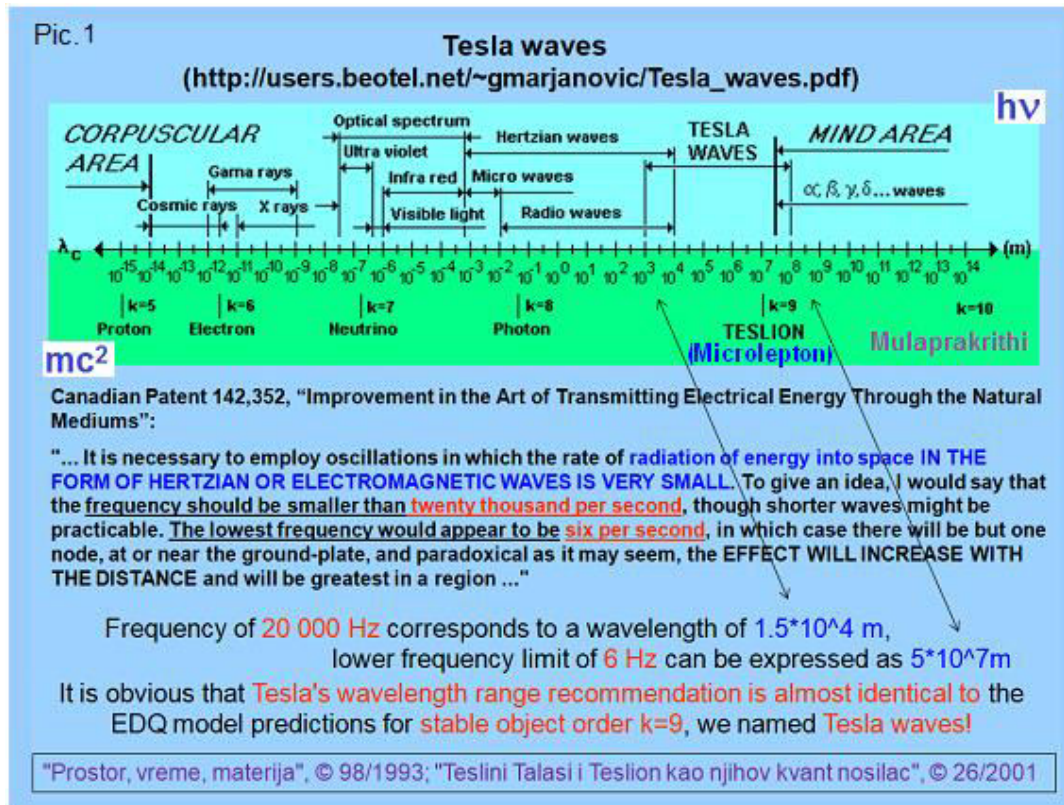 Pic.1
Tesla waves
(http://users.beotel.net/~gmarjanovic/Tesla_waves.pdf)
hν
CORPUSCULAR AREA
Optical spectrum
Hertzian waves
TESLA WAVES
MIND AREA
Ultra violet
Gama rays
Infra red
Micro waves
α, β, γ, δ... waves
Cosmic rays
X rays
Visible light
Radio waves
λc
(m)
10^-15 10^-14 10^-13 10^-12 10^-11 10^-10 10^-9 10^-8 10^-7 10^-6 10^-5 10^-4 10^-3 10^-2 10^-1 10^0 10^1 10^2 10^3 10^4 10^5 10^6 10^7 10^8 10^9 10^10 10^11 10^12 10^13 10^14
k=5 k=6 k=7 k=8 k=9 k=10
Proton Electron Neutrino Photon TESLION
(Microlepton) Mulaprakrithi
mc²
Canadian Patent 142,352, “Improvement in the Art of Transmitting Electrical Energy Through the Natural
Mediums”:
"... It is necessary to employ oscillations in which the rate of radiation of energy into space IN THE
FORM OF HERTZIAN OR ELECTROMAGNETIC WAVES IS VERY SMALL. To give an idea, I would say that
the frequency should be smaller than twenty thousand per second, though shorter waves might be
practicable. The lowest frequency would appear to be six per second, in which case there will be but one
node, at or near the ground-plate, and paradoxical as it may seem, the EFFECT WILL INCREASE WITH
THE DISTANCE and will be greatest in a region ..."
Frequency of 20 000 Hz corresponds to a wavelength of 1.5*10^4 m,
lower frequency limit of 6 Hz can be expressed as 5*10^7m
It is obvious that Tesla's wavelength range recommendation is almost identical to the
EDQ model predictions for stable object order k=9, we named Tesla waves!
"Prostor, vreme, materija", © 98/1993; "Teslini Talasi i Teslion kao njihov kvant nosilac", © 26/2001